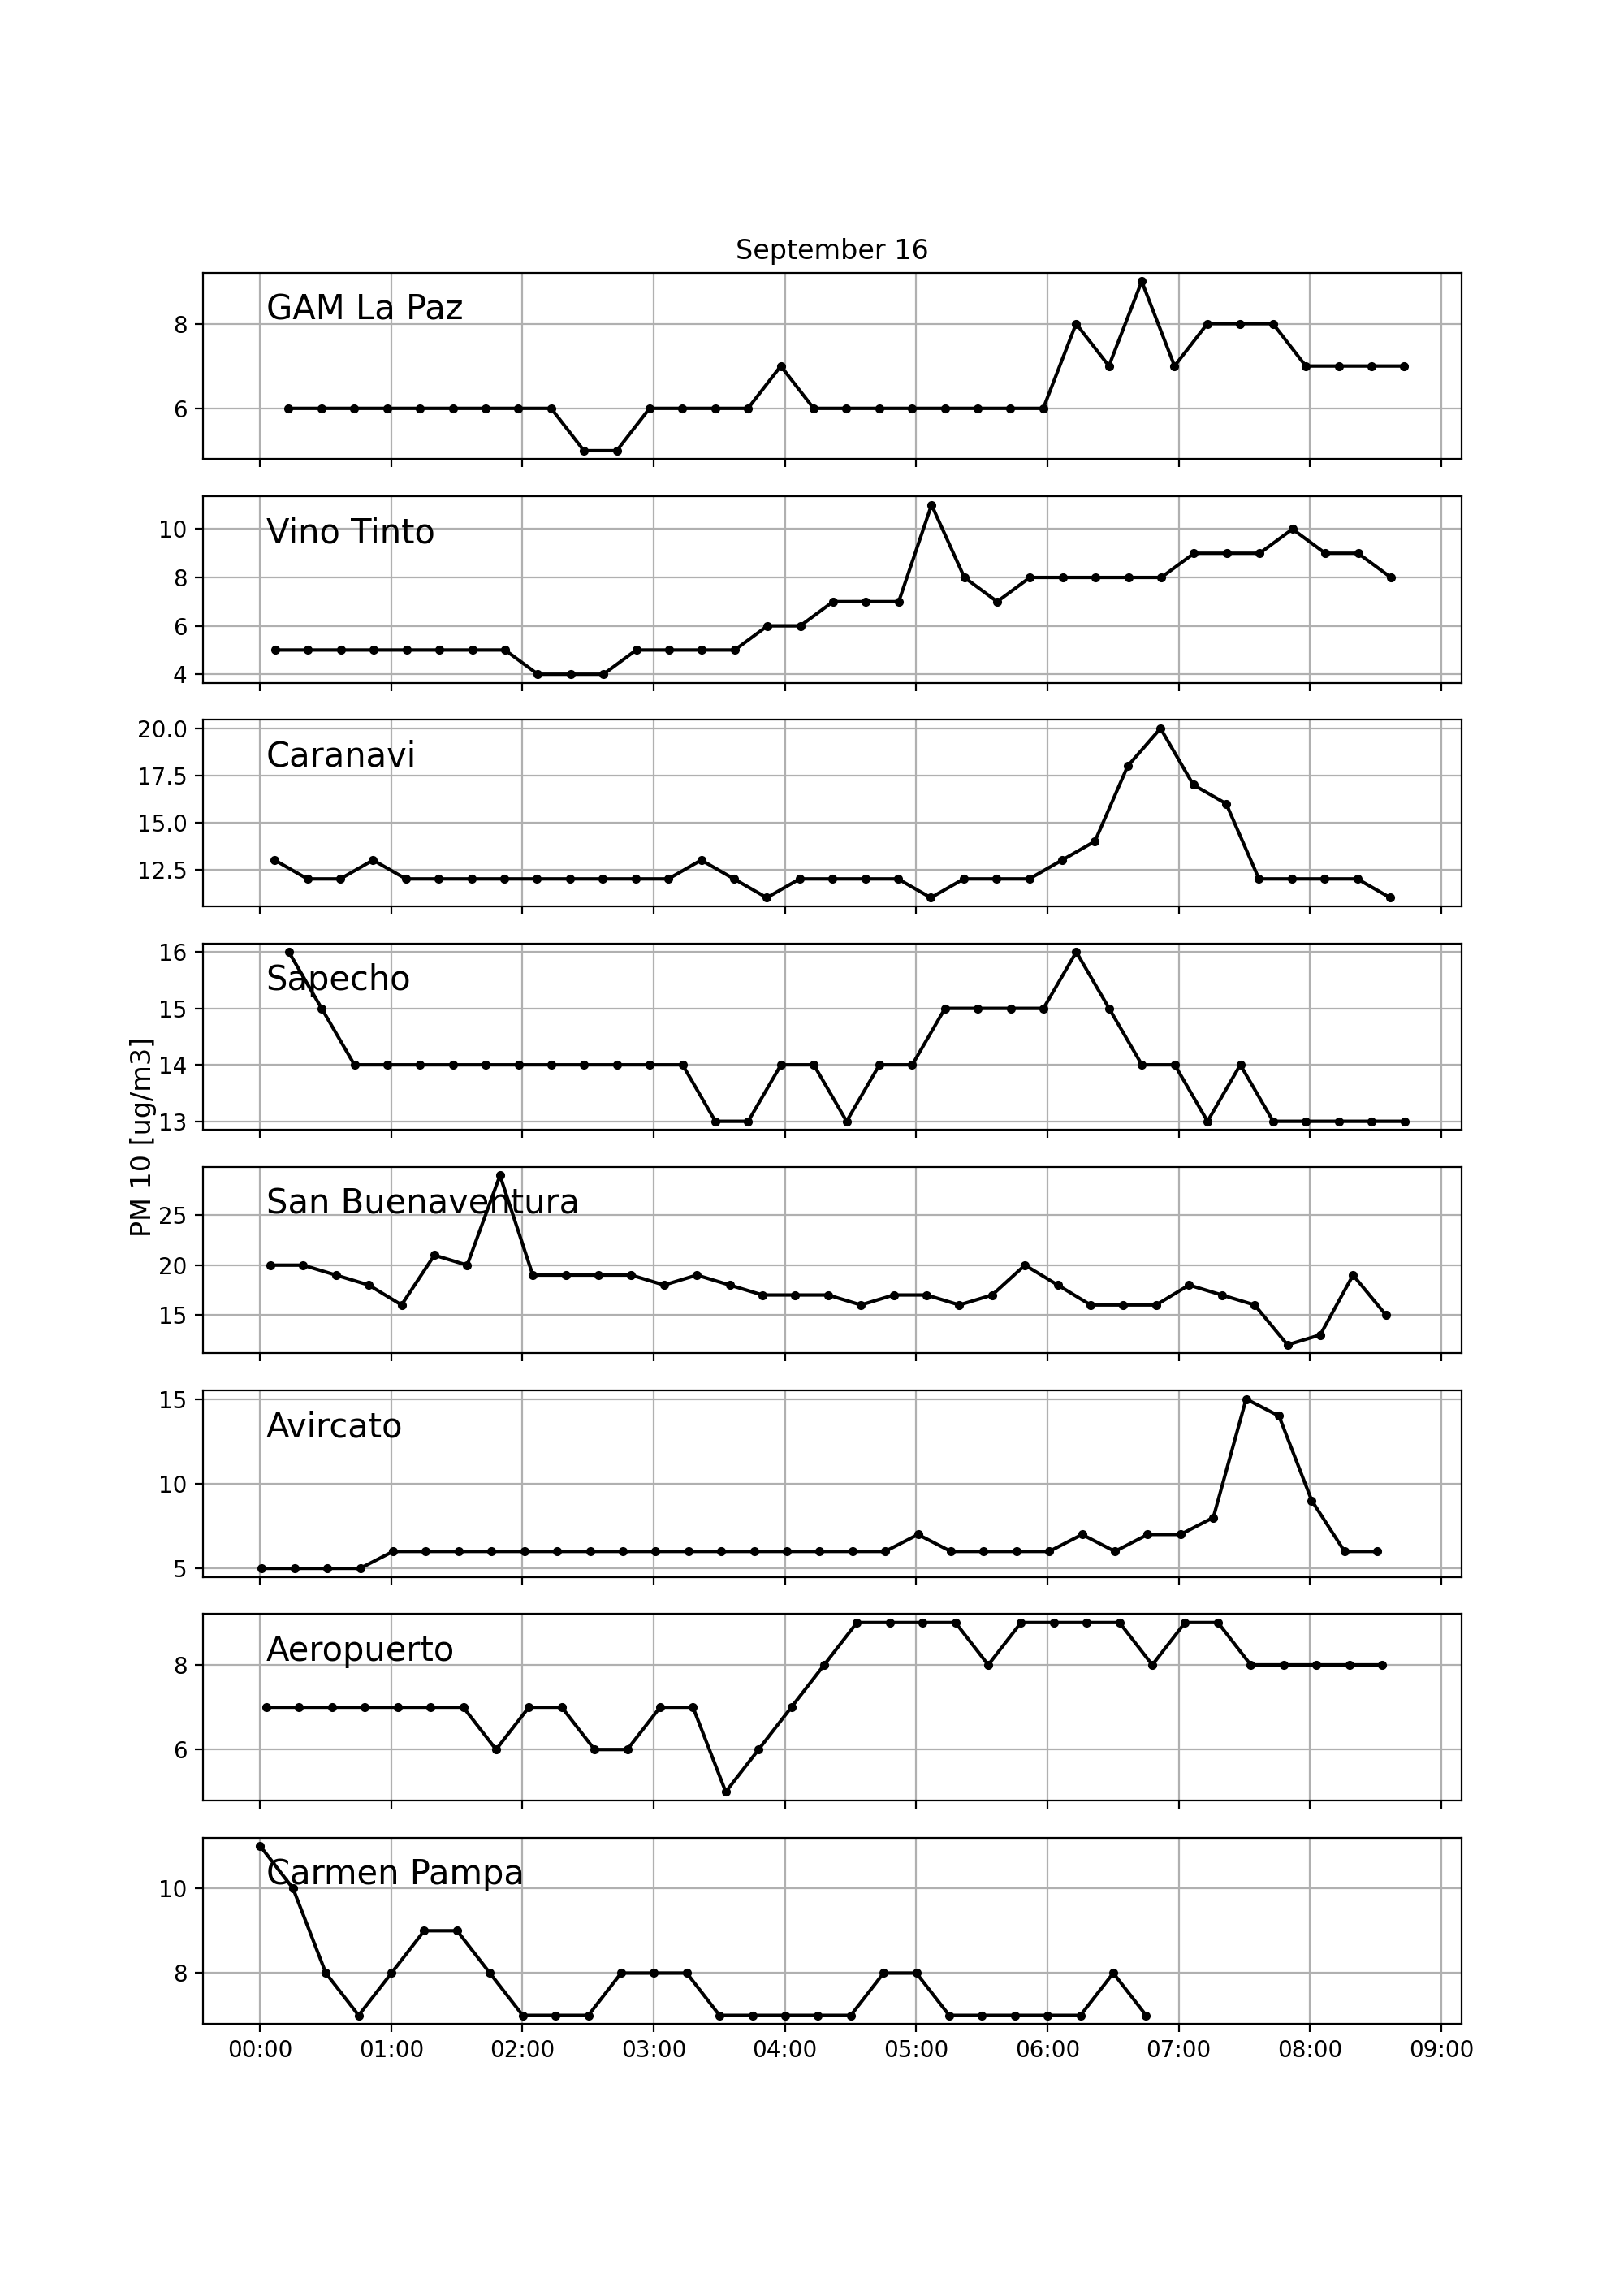 September 16
GAM La Paz
8
6
Vino Tinto
10
8
6
4
Caranavi
20.0
17.5
15.0
12.5
Sapecho
16
15
14
13
PM 10 [ug/m3]
San Buenaventura
25
20
15
Avircato
15
10
5
Aeropuerto
8
6
Carmen Pampa
10
8
00:00 01:00 02:00 03:00 04:00 05:00 06:00 07:00 08:00 09:00